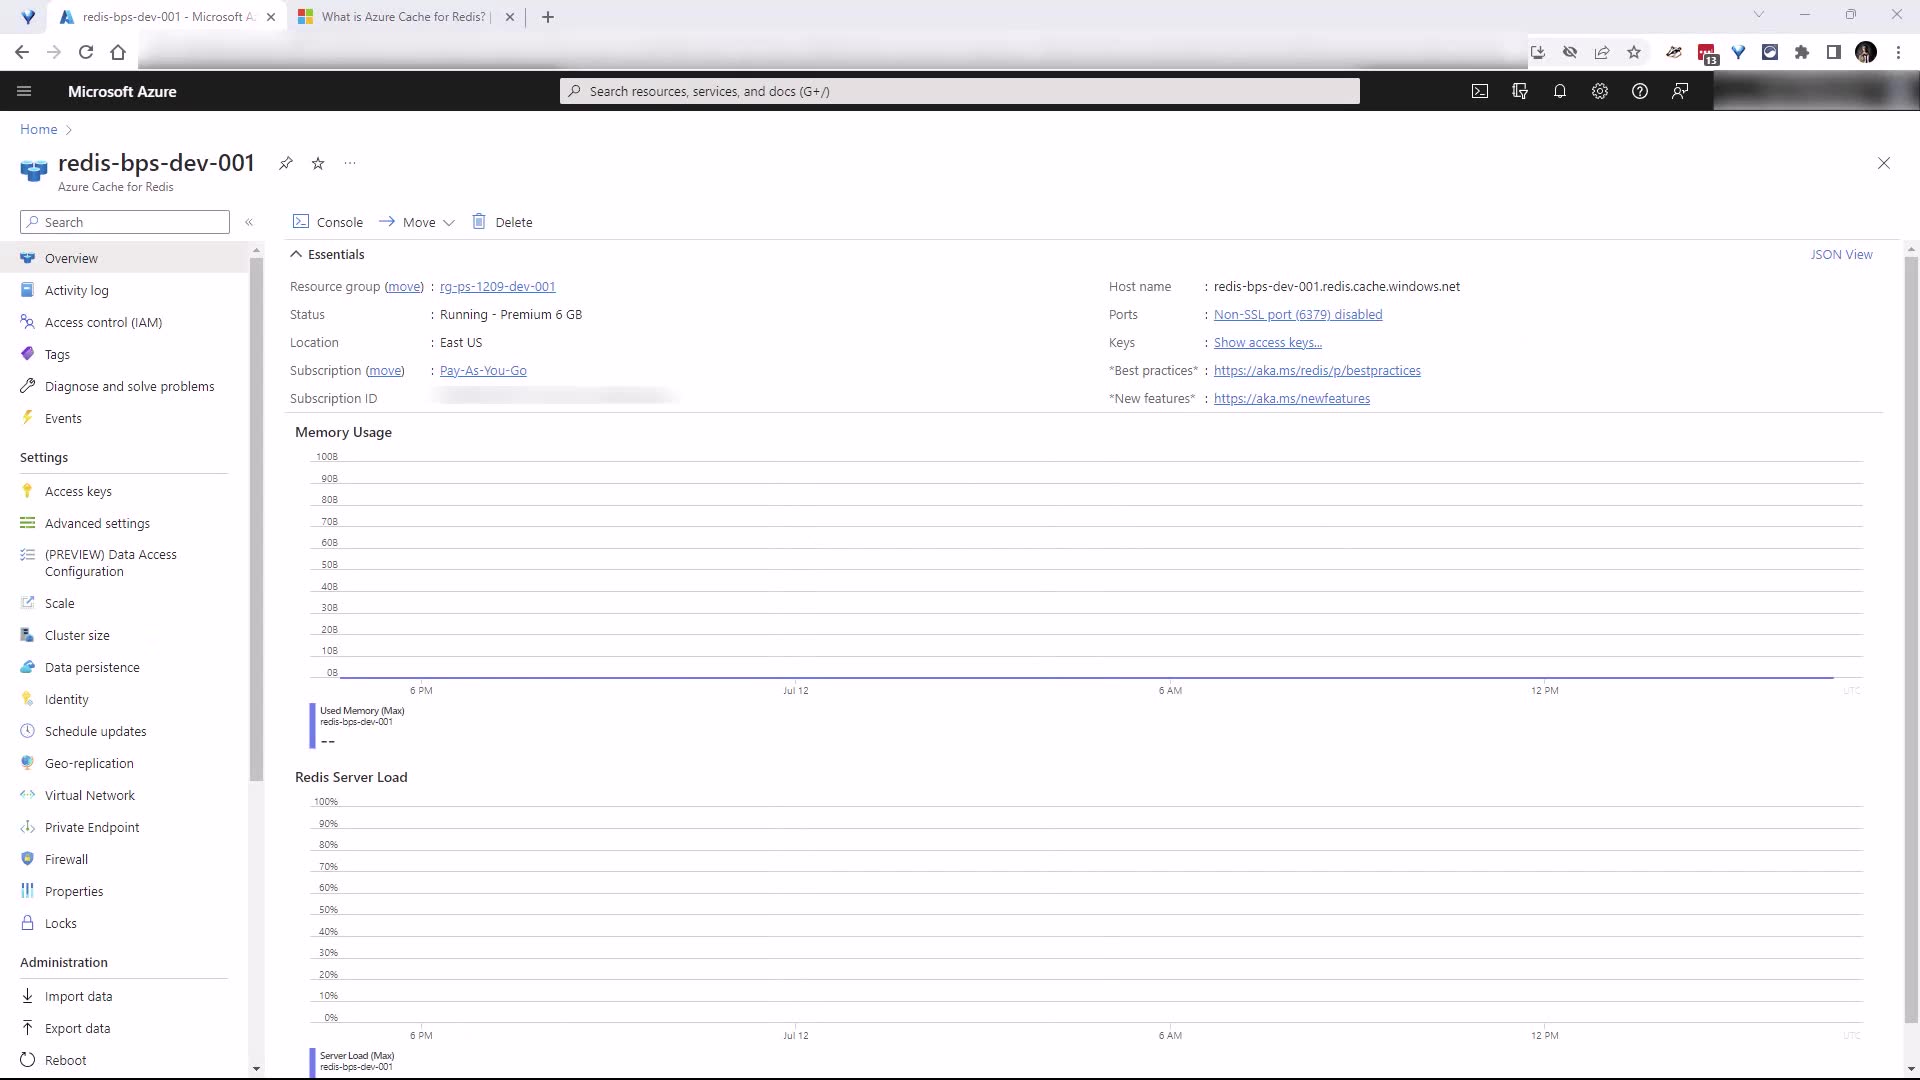 redis-bps-dev-001 - Microsoft A
What is Azure Cache for Redis? |
13
Microsoft Azure
Search resources, services, and docs (G+/)
Home
redis-bps-dev-001
Azure Cache for Redis
Search
Console
Move
Delete
Overview
Activity log
Access control (IAM)
Tags
Diagnose and solve problems
Events
Settings
Access keys
Advanced settings
(PREVIEW) Data Access
Configuration
Scale
Cluster size
Data persistence
Identity
Schedule updates
Geo-replication
Virtual Network
Private Endpoint
Firewall
Properties
Locks
Administration
Import data
Export data
Reboot
Essentials
JSON View
Resource group (move) : rg-ps-1209-dev-001
Status : Running - Premium 6 GB
Location : East US
Subscription (move) : Pay-As-You-Go
Subscription ID
Host name : redis-bps-dev-001.redis.cache.windows.net
Ports : Non-SSL port (6379) disabled
Keys : Show access keys...
*Best practices* : https://aka.ms/redis/p/bestpractices
*New features* : https://aka.ms/newfeatures
Memory Usage
100B
90B
80B
70B
60B
50B
40B
30B
20B
10B
0B
6 PM Jul 12 6 AM 12 PM UTC
Used Memory (Max)
redis-bps-dev-001
--
Redis Server Load
100%
90%
80%
70%
60%
50%
40%
30%
20%
10%
0%
6 PM Jul 12 6 AM 12 PM UTC
Server Load (Max)
redis-bps-dev-001